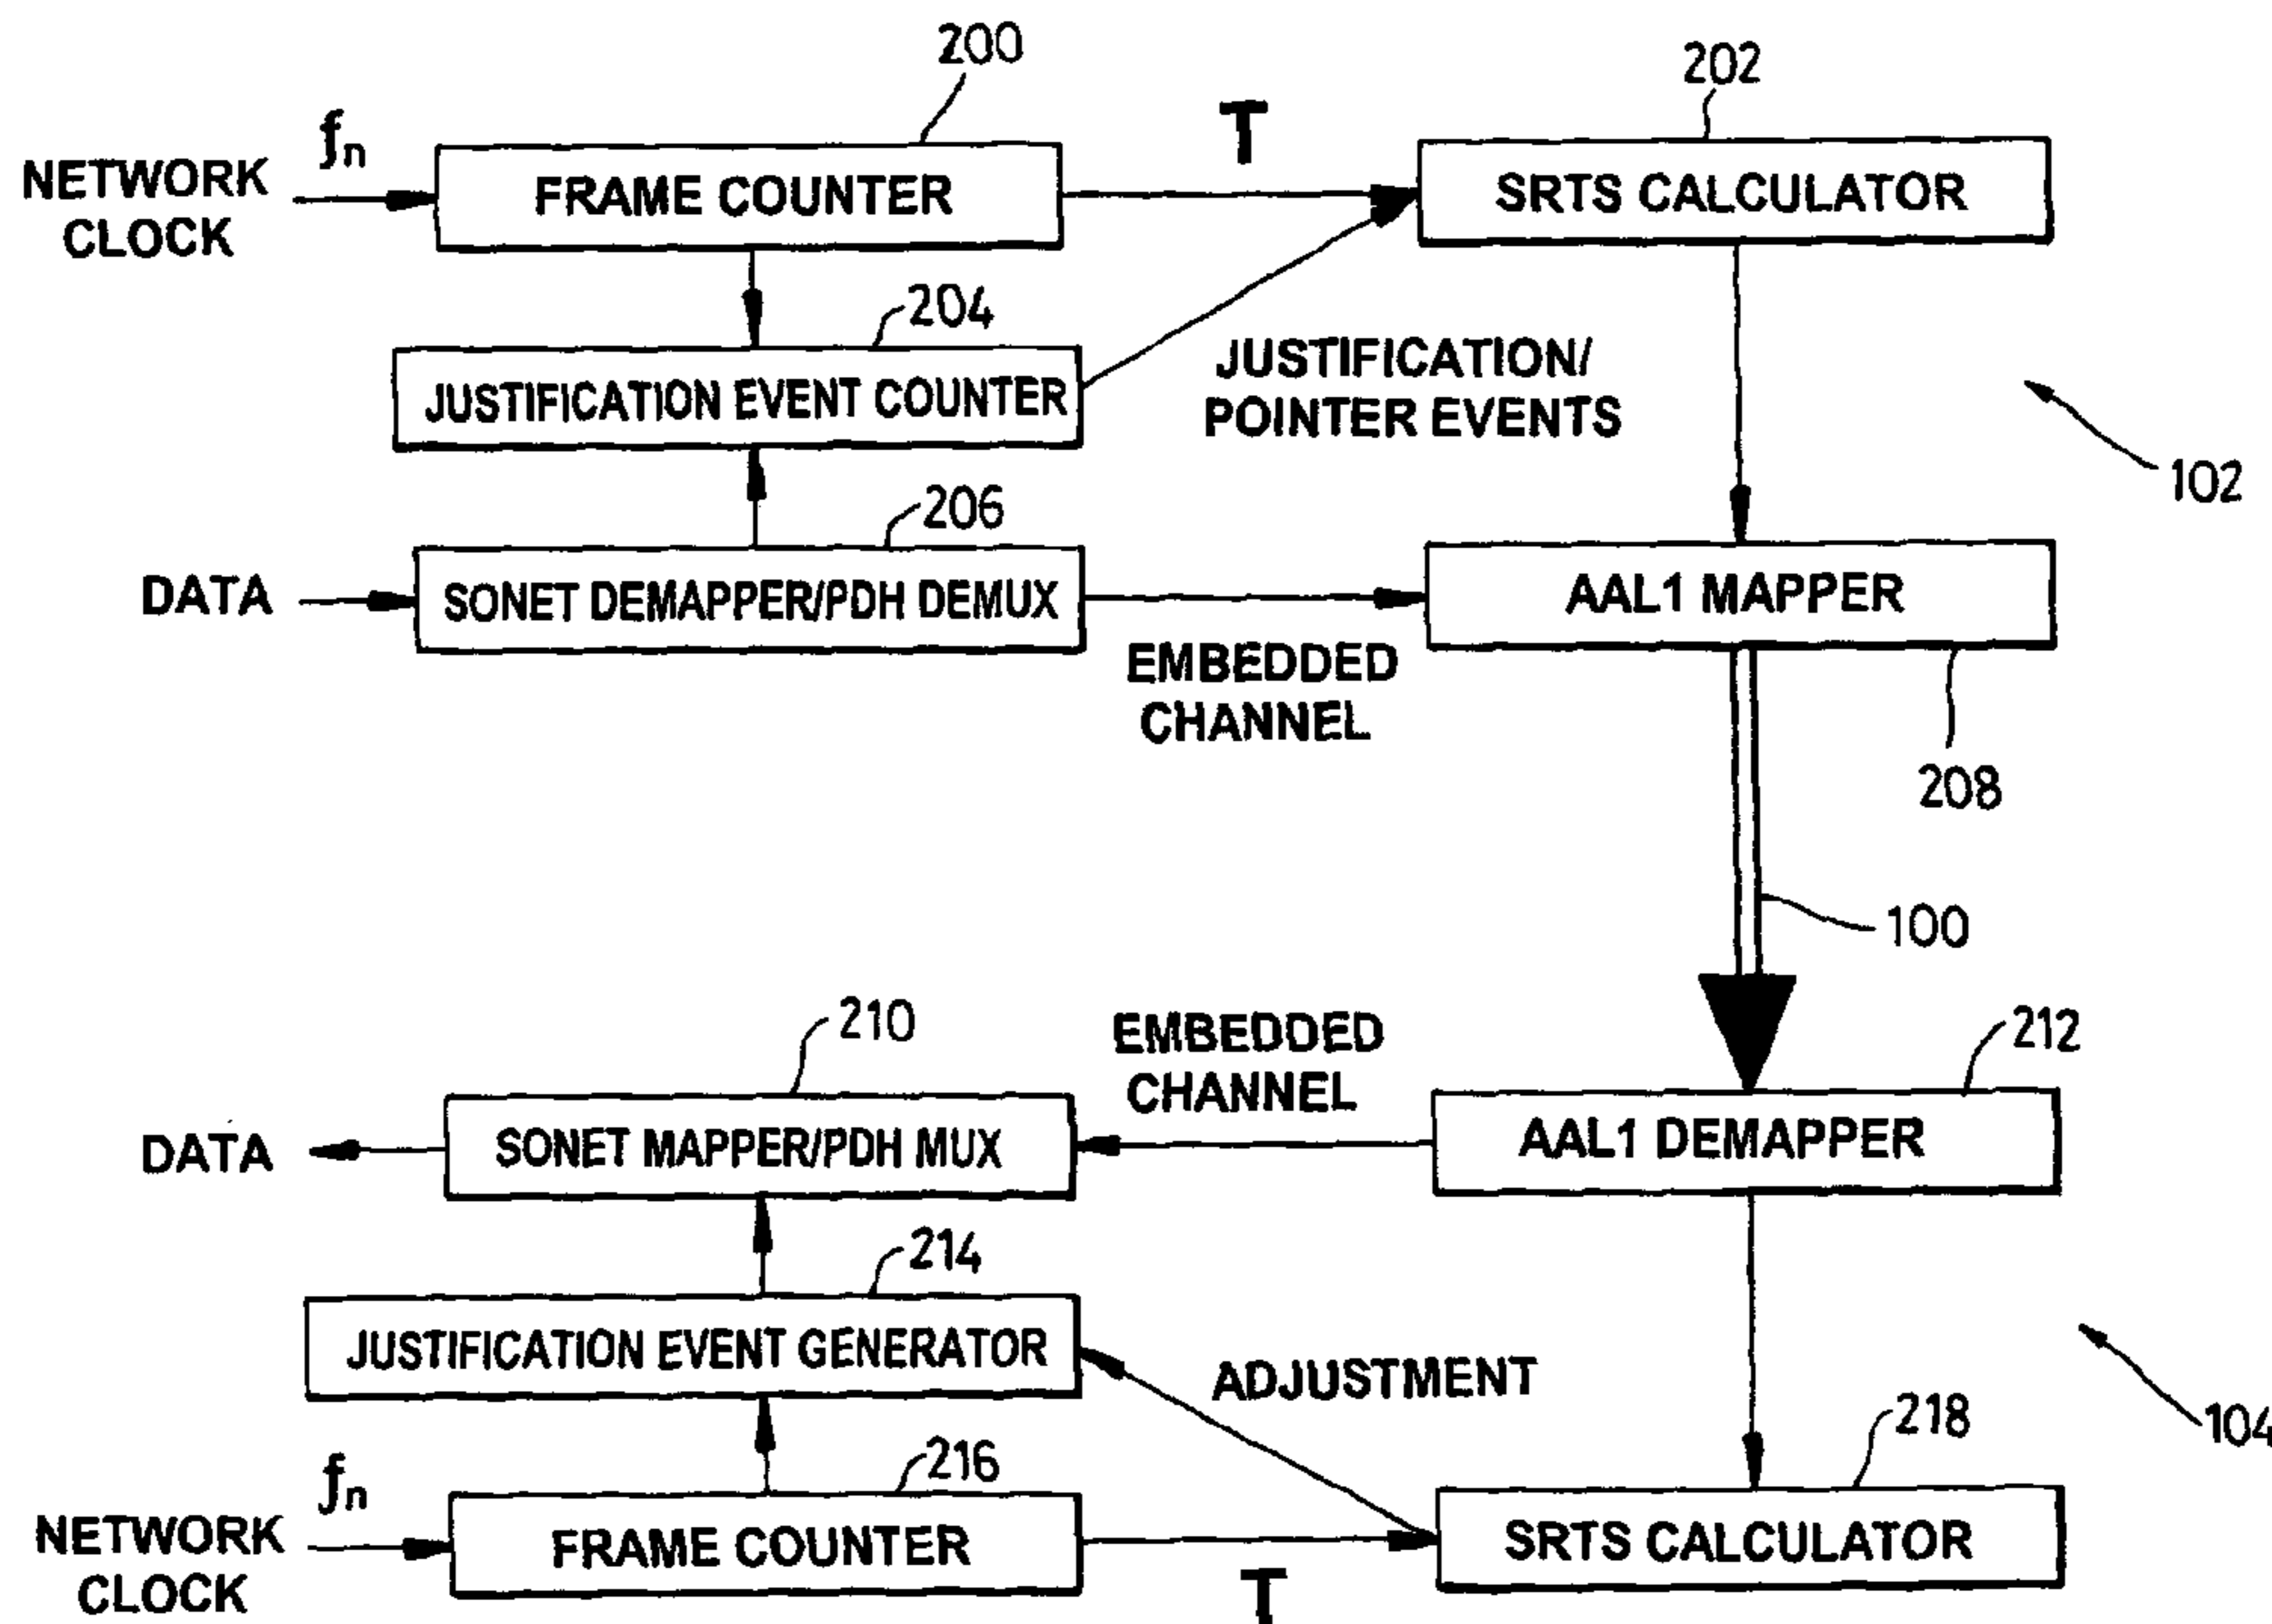 200
202
fn
T
NETWORK
CLOCK
FRAME COUNTER
SRTS CALCULATOR
204
JUSTIFICATION EVENT COUNTER
JUSTIFICATION/
POINTER EVENTS
102
206
DATA
SONET DEMAPPER/PDH DEMUX
AAL1 MAPPER
EMBEDDED
CHANNEL
208
100
210
EMBEDDED
CHANNEL
212
DATA
SONET MAPPER/PDH MUX
AAL1 DEMAPPER
214
JUSTIFICATION EVENT GENERATOR
ADJUSTMENT
218
104
fn
216
NETWORK
CLOCK
FRAME COUNTER
SRTS CALCULATOR
T